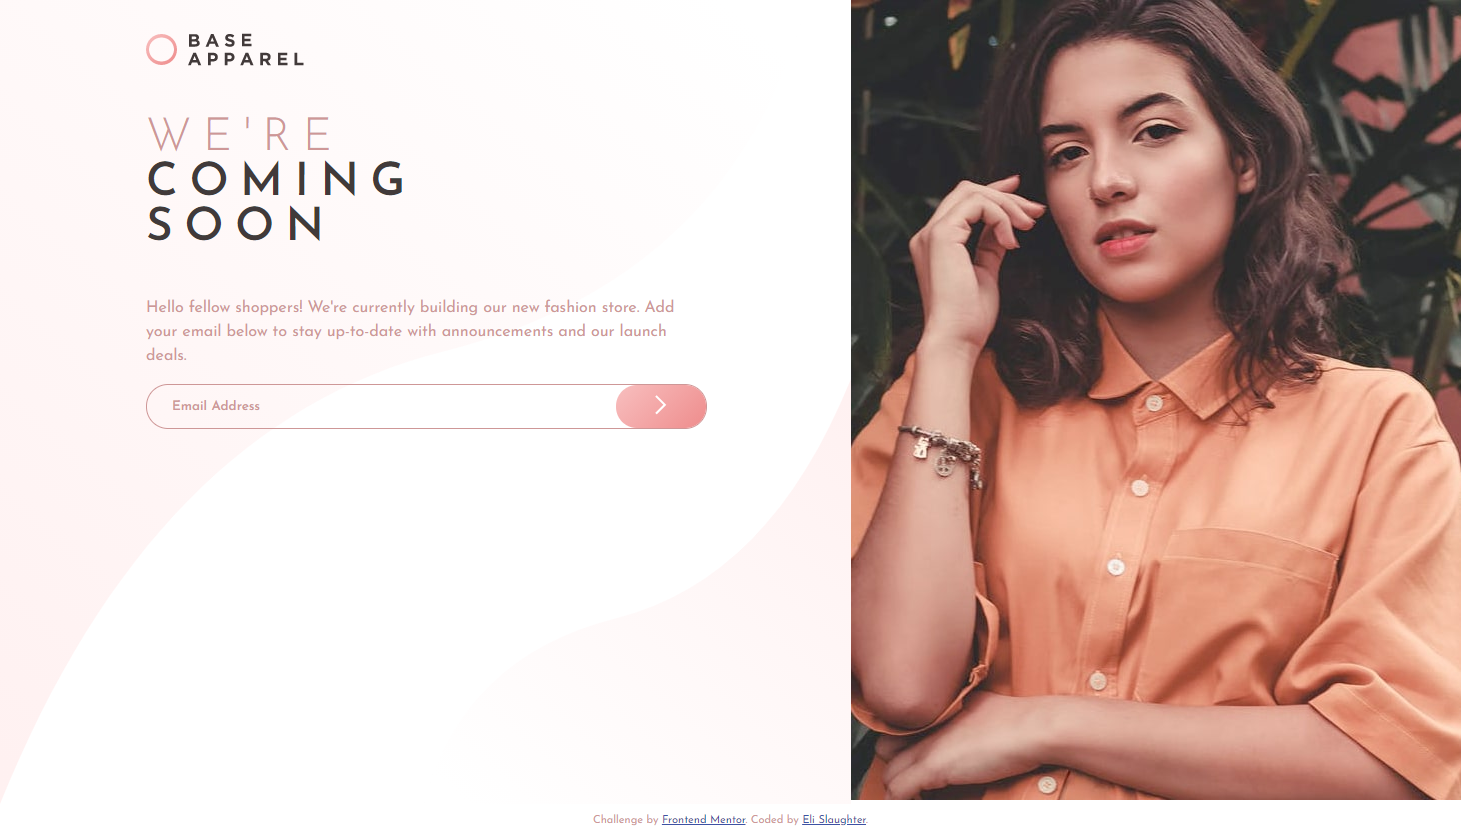 BASE
APPAREL
WE'RE
COMING
SOON
Hello fellow shoppers! We're currently building our new fashion store. Add
your email below to stay up-to-date with announcements and our launch
deals.
Email Address
Challenge by Frontend Mentor. Coded by Eli Slaughter.